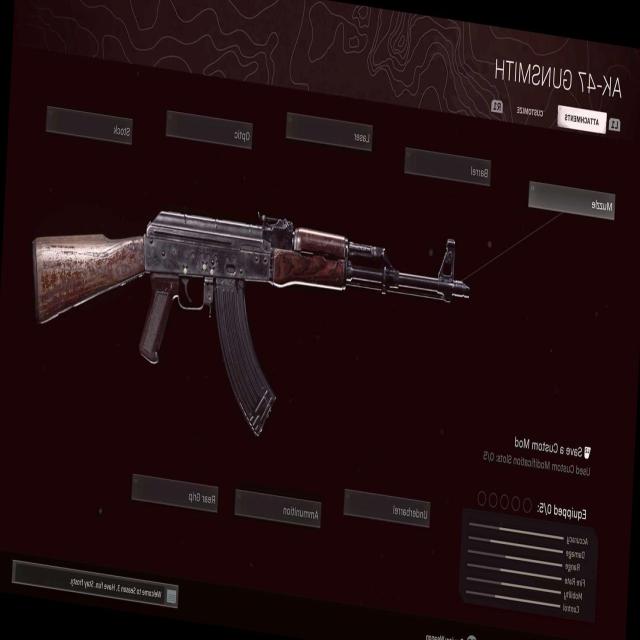 AK-47 GUNSMITH
L1 ATTACHMENTS CUSTOMIZE R1
Muzzle
Barrel
Laser
Optic
Stock
Save a Custom Mod
Used Custom Modification Slots: 0/5
Equipped 0/5:
Accuracy
Damage
Range
Fire Rate
Mobility
Control
Underbarrel
Ammunition
Rear Grip
Welcome to Season 3. Have fun. Stay frosty.